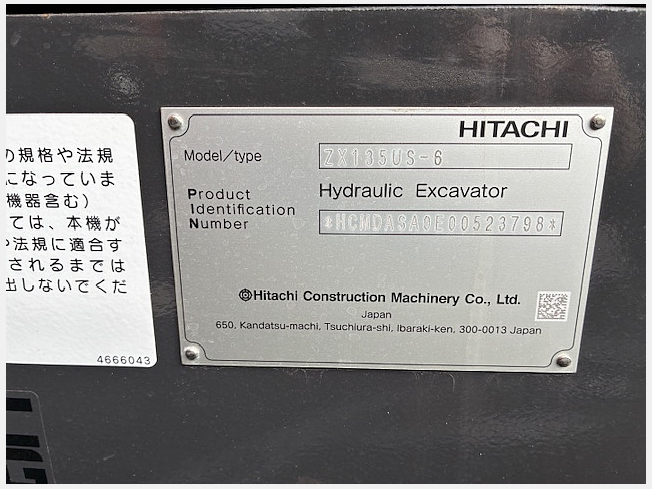 の規格や法規
になっていま
機器含む）
ては、本機が
や法規に適合す
されるまでは
出しないでくだ
4666043
HITACHI
Model/type ZX135US-6
Product Hydraulic Excavator
Identification
Number *HCMDASA0E00523798*
Hitachi Construction Machinery Co., Ltd.
Japan
650, Kandatsu-machi, Tsuchiura-shi, Ibaraki-ken, 300-0013 Japan